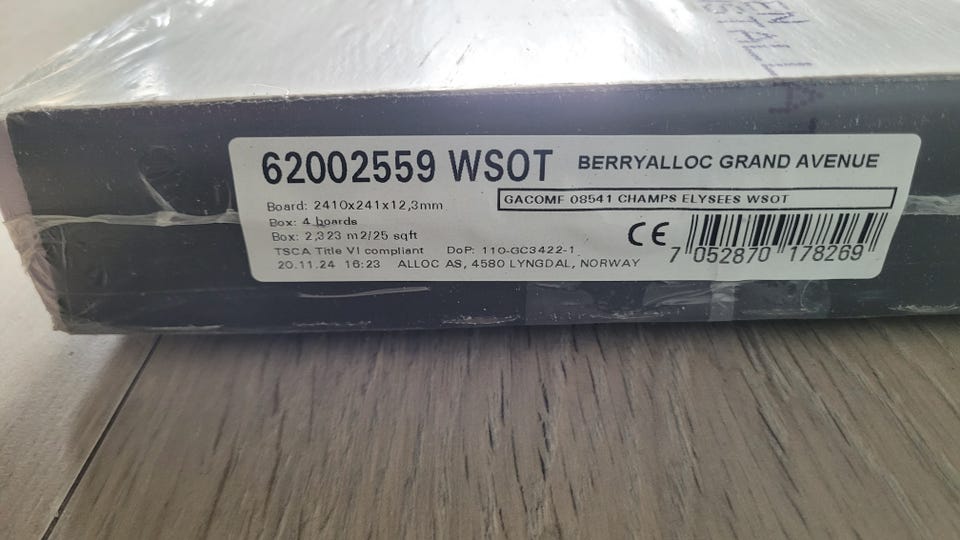 62002559 WSOT BERRYALLOC GRAND AVENUE
GACOMF 08541 CHAMPS ELYSEES WSOT
Board: 2410x241x12,3mm
Box: 4 boards
Box: 2,323 m2/25 sqft
TSCA Title VI compliant DoP: 110-GC3422-1
20.11.24 16:23 ALLOC AS, 4580 LYNGDAL, NORWAY
CE
7 052870 178269